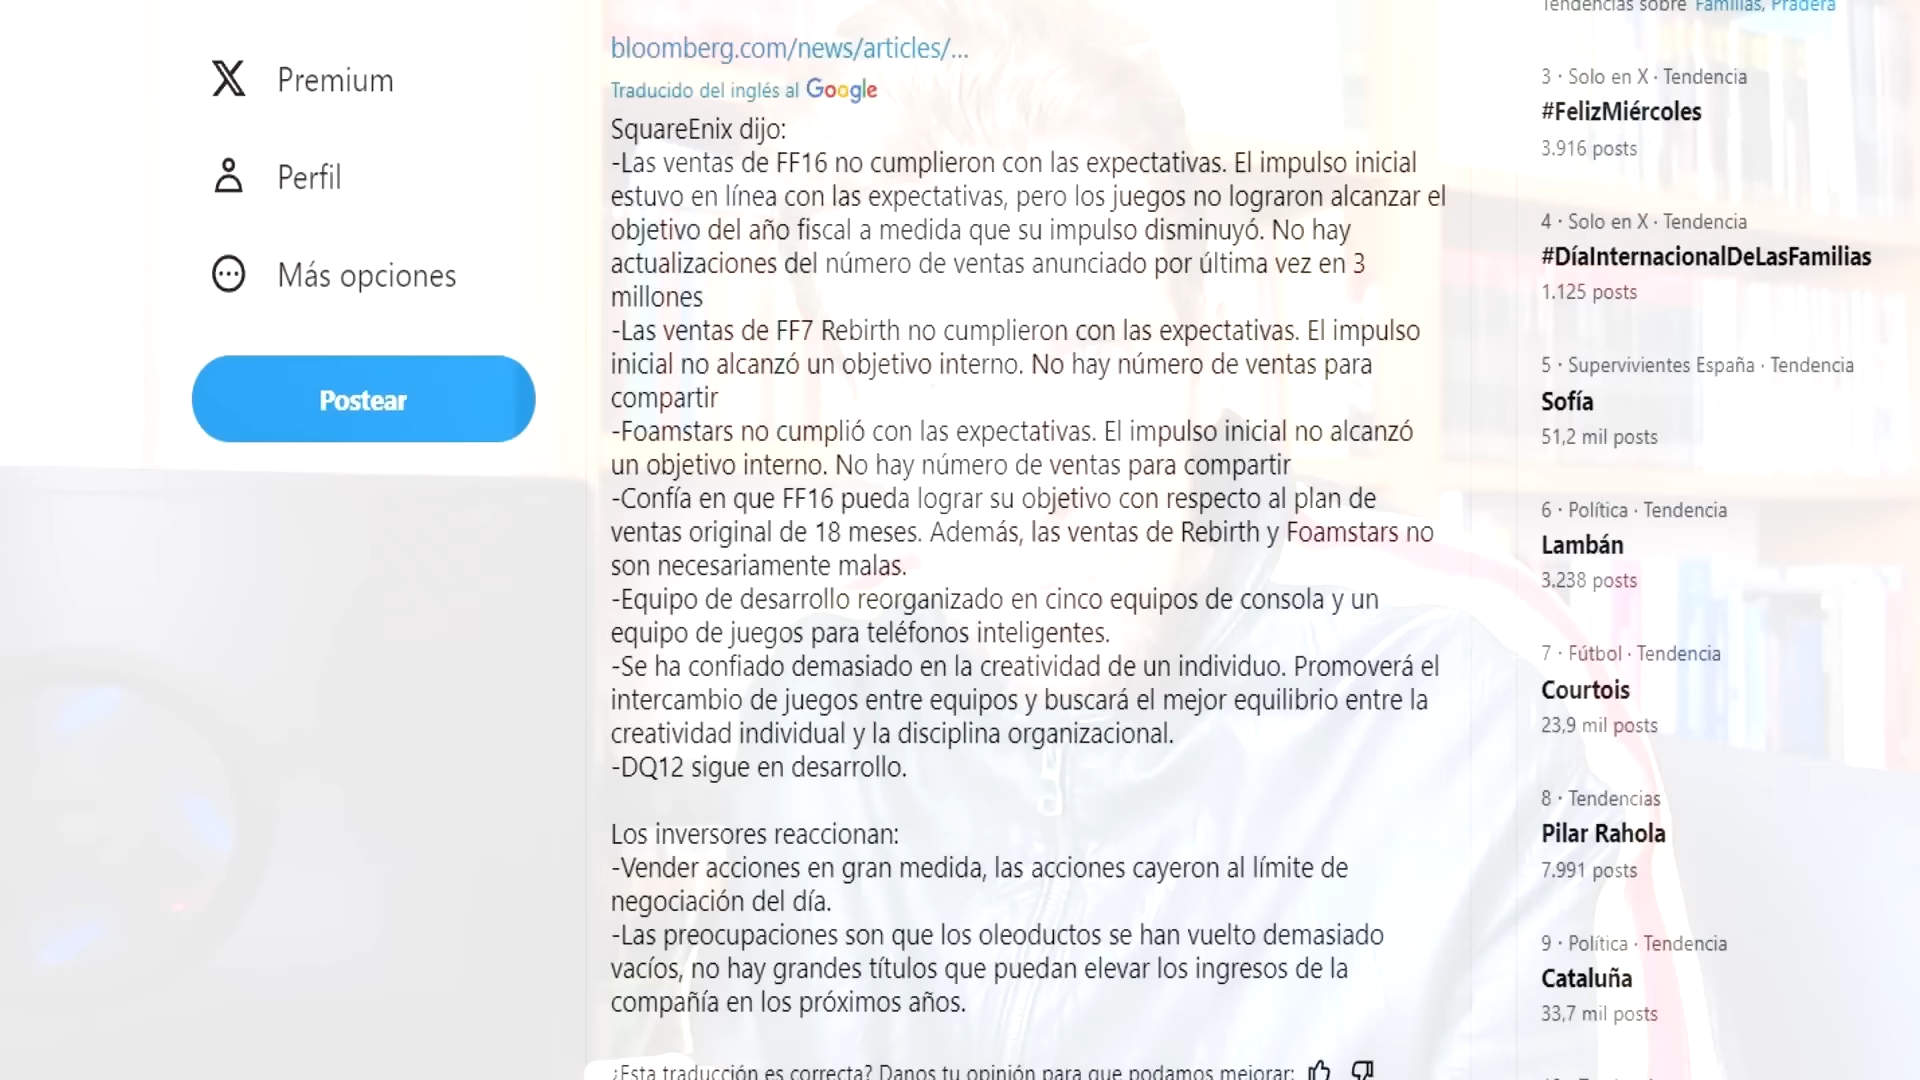 Premium
Perfil
Más opciones
Postear
bloomberg.com/news/articles/...
Traducido del inglés al Google
SquareEnix dijo:
-Las ventas de FF16 no cumplieron con las expectativas. El impulso inicial
estuvo en línea con las expectativas, pero los juegos no lograron alcanzar el
objetivo del año fiscal a medida que su impulso disminuyó. No hay
actualizaciones del número de ventas anunciado por última vez en 3
millones
-Las ventas de FF7 Rebirth no cumplieron con las expectativas. El impulso
inicial no alcanzó un objetivo interno. No hay número de ventas para
compartir
-Foamstars no cumplió con las expectativas. El impulso inicial no alcanzó
un objetivo interno. No hay número de ventas para compartir
-Confía en que FF16 pueda lograr su objetivo con respecto al plan de
ventas original de 18 meses. Además, las ventas de Rebirth y Foamstars no
son necesariamente malas.
-Equipo de desarrollo reorganizado en cinco equipos de consola y un
equipo de juegos para teléfonos inteligentes.
-Se ha confiado demasiado en la creatividad de un individuo. Promoverá el
intercambio de juegos entre equipos y buscará el mejor equilibrio entre la
creatividad individual y la disciplina organizacional.
-DQ12 sigue en desarrollo.
Los inversores reaccionan:
-Vender acciones en gran medida, las acciones cayeron al límite de
negociación del día.
-Las preocupaciones son que los oleoductos se han vuelto demasiado
vacíos, no hay grandes títulos que puedan elevar los ingresos de la
compañía en los próximos años.
¿Esta traducción es correcta? Danos tu opinión para que podamos mejorar:
Tendencias sobre Familias, Pradera
3 · Solo en X · Tendencia
#FelizMiércoles
3.916 posts
4 · Solo en X · Tendencia
#DíaInternacionalDeLasFamilias
1.125 posts
5 · Supervivientes España · Tendencia
Sofía
51,2 mil posts
6 · Política · Tendencia
Lambán
3.238 posts
7 · Fútbol · Tendencia
Courtois
23,9 mil posts
8 · Tendencias
Pilar Rahola
7.991 posts
9 · Política · Tendencia
Cataluña
33,7 mil posts